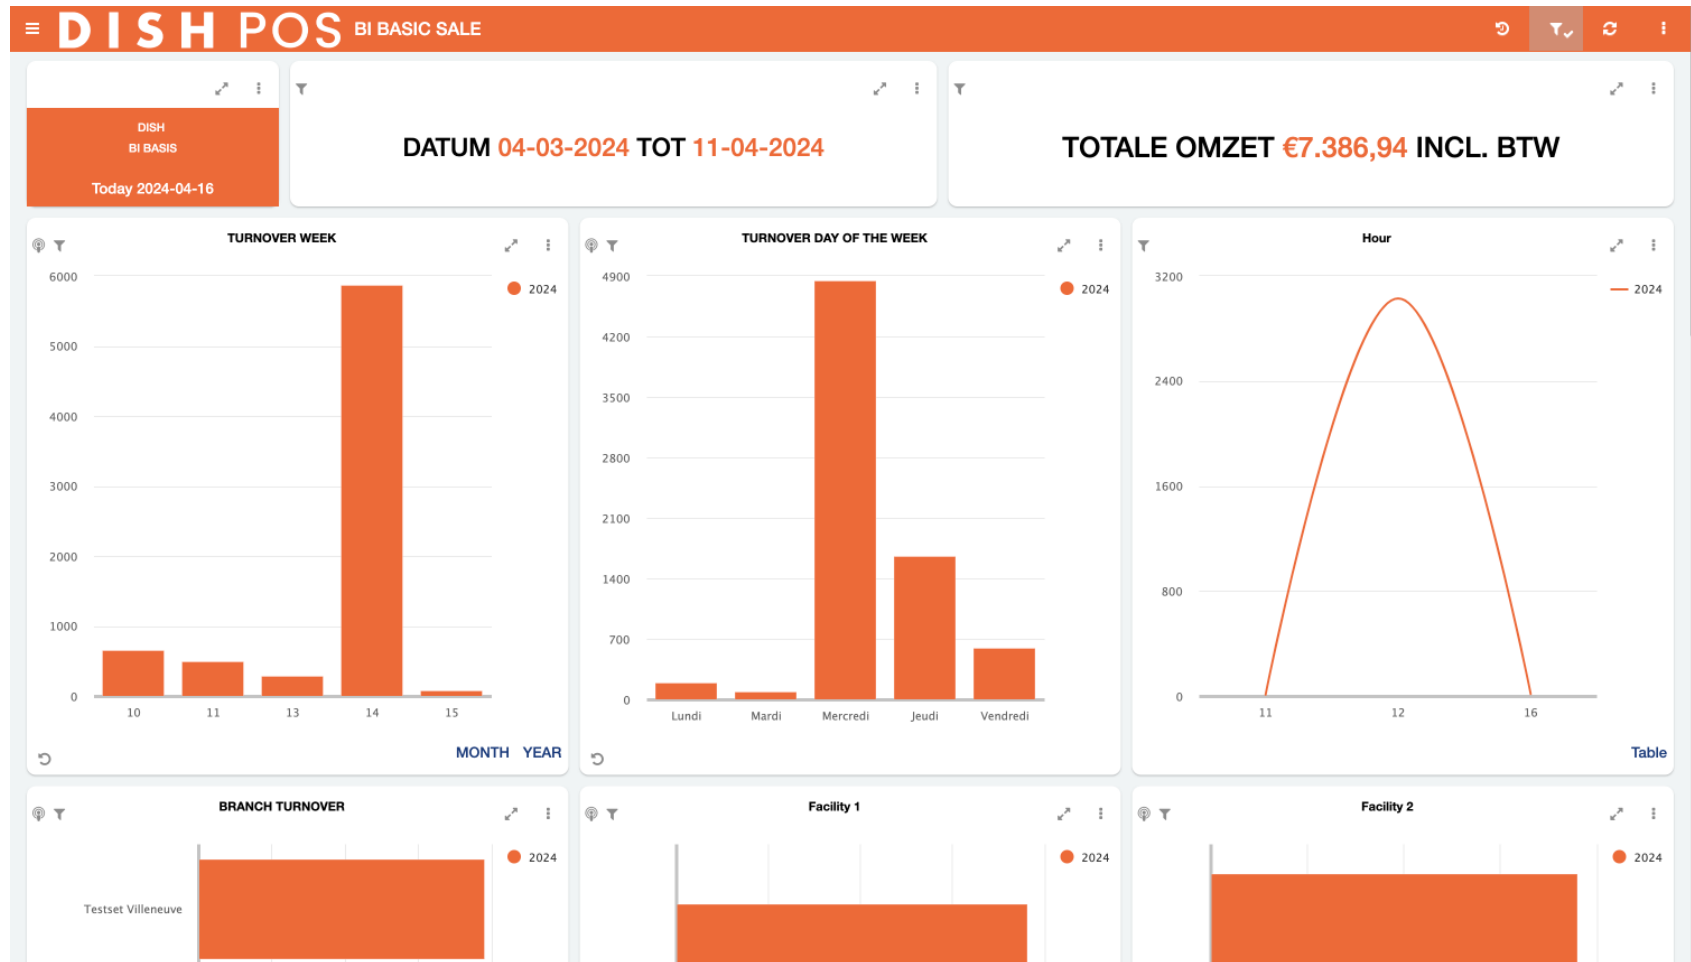 DISH POS BI BASIC SALE
DISH
BI BASIS
Today 2024-04-16
DATUM 04-03-2024 TOT 11-04-2024
TOTALE OMZET €7.386,94 INCL. BTW
TURNOVER WEEK
2024
6000
5000
4000
3000
2000
1000
0
10 11 13 14 15
MONTH YEAR
TURNOVER DAY OF THE WEEK
2024
4900
4200
3500
2800
2100
1400
700
0
Lundi Mardi Mercredi Jeudi Vendredi
Hour
2024
3200
2400
1600
800
0
11 12 16
Table
BRANCH TURNOVER
2024
Testset Villeneuve
Facility 1
2024
Facility 2
2024